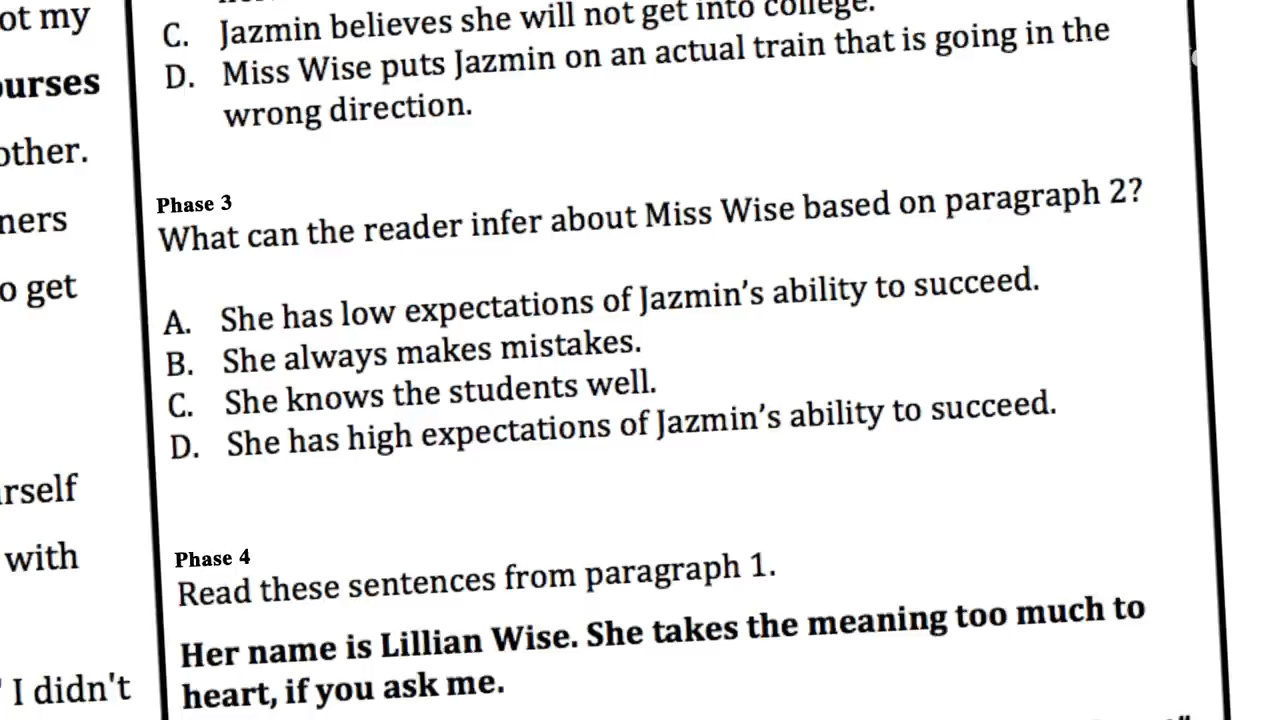 ot my
ourses
other.
ners
o get
rself
with
I didn't
C. Jazmin believes she will not get into college.
D. Miss Wise puts Jazmin on an actual train that is going in the
wrong direction.
Phase 3
What can the reader infer about Miss Wise based on paragraph 2?
A. She has low expectations of Jazmin's ability to succeed.
B. She always makes mistakes.
C. She knows the students well.
D. She has high expectations of Jazmin's ability to succeed.
Phase 4
Read these sentences from paragraph 1.
Her name is Lillian Wise. She takes the meaning too much to
heart, if you ask me.